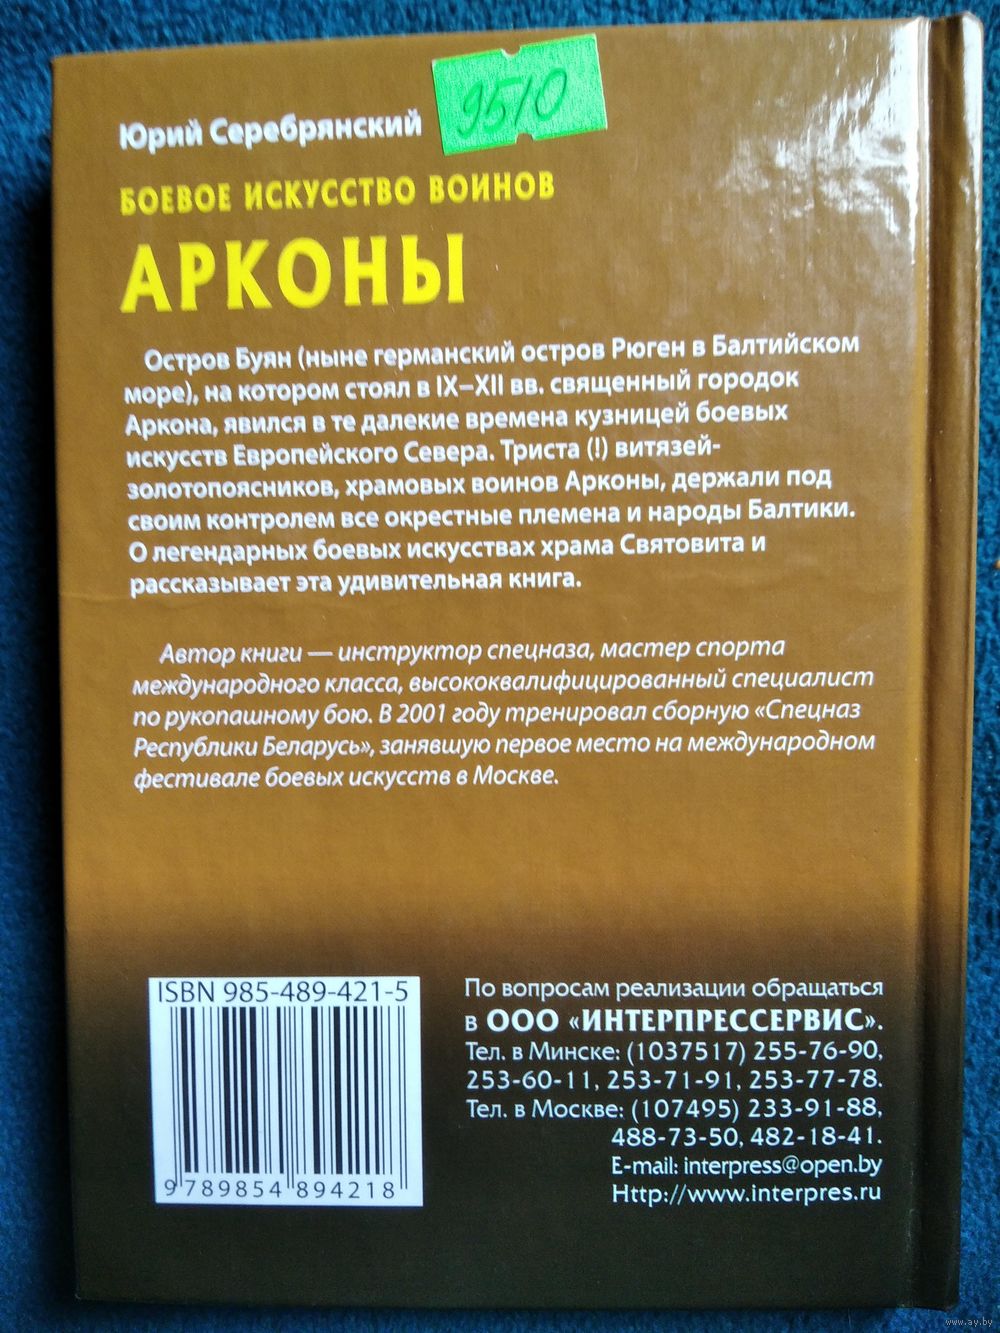 9510
Юрий Серебрянский
БОЕВОЕ ИСКУССТВО ВОИНОВ
АРКОНЫ
Остров Буян (ныне германский остров Рюген в Балтийском
море), на котором стоял в IX–XII вв. священный городок
Аркона, явился в те далекие времена кузницей боевых
искусств Европейского Севера. Триста (!) витязей-
золотопоясников, храмовых воинов Арконы, держали под
своим контролем все окрестные племена и народы Балтики.
О легендарных боевых искусствах храма Святовита и
рассказывает эта удивительная книга.
Автор книги — инструктор спецназа, мастер спорта
международного класса, высококвалифицированный специалист
по рукопашному бою. В 2001 году тренировал сборную «Спецназ
Республики Беларусь», занявшую первое место на международном
фестивале боевых искусств в Москве.
ISBN 985-489-421-5
9 789854 894218
По вопросам реализации обращаться
в ООО «ИНТЕРПРЕССЕРВИС».
Тел. в Минске: (1037517) 255-76-90,
253-60-11, 253-71-91, 253-77-78.
Тел. в Москве: (107495) 233-91-88,
488-73-50, 482-18-41.
E-mail: interpress@open.by
Http://www.interpres.ru
www.ay.by